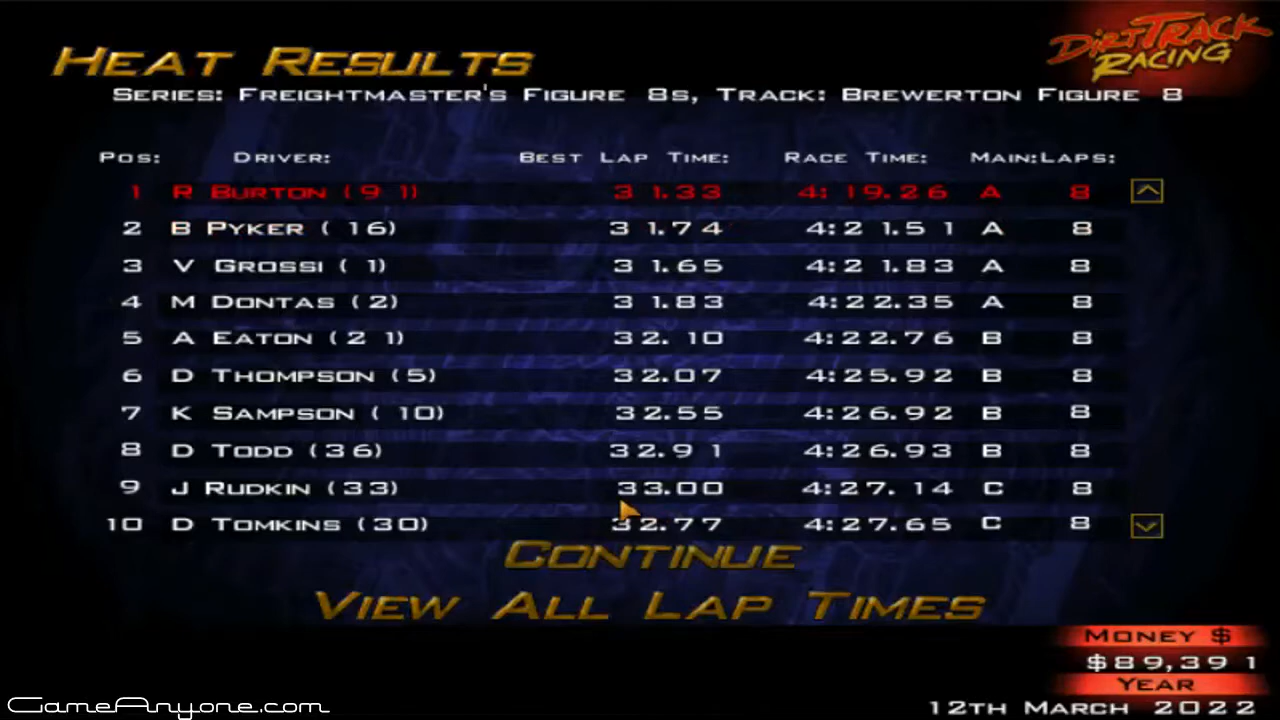 HEAT RESULTS
DIRT TRACK RACING
SERIES: FREIGHTMASTER'S FIGURE 8S, TRACK: BREWERTON FIGURE 8
POS: DRIVER: BEST LAP TIME: RACE TIME: MAIN: LAPS:
1 R BURTON (91) 31.33 4:19.26 A 8
2 B PYKER (16) 31.74 4:21.51 A 8
3 V GROSSI (1) 31.65 4:21.83 A 8
4 M DONTAS (2) 31.83 4:22.35 A 8
5 A EATON (21) 32.10 4:22.76 B 8
6 D THOMPSON (5) 32.07 4:25.92 B 8
7 K SAMPSON (10) 32.55 4:26.92 B 8
8 D TODD (36) 32.91 4:26.93 B 8
9 J RUDKIN (33) 33.00 4:27.14 C 8
10 D TOMKINS (30) 32.77 4:27.65 C 8
CONTINUE
VIEW ALL LAP TIMES
MONEY $
$89,391
YEAR
12TH MARCH 2022
GameAnyone.com